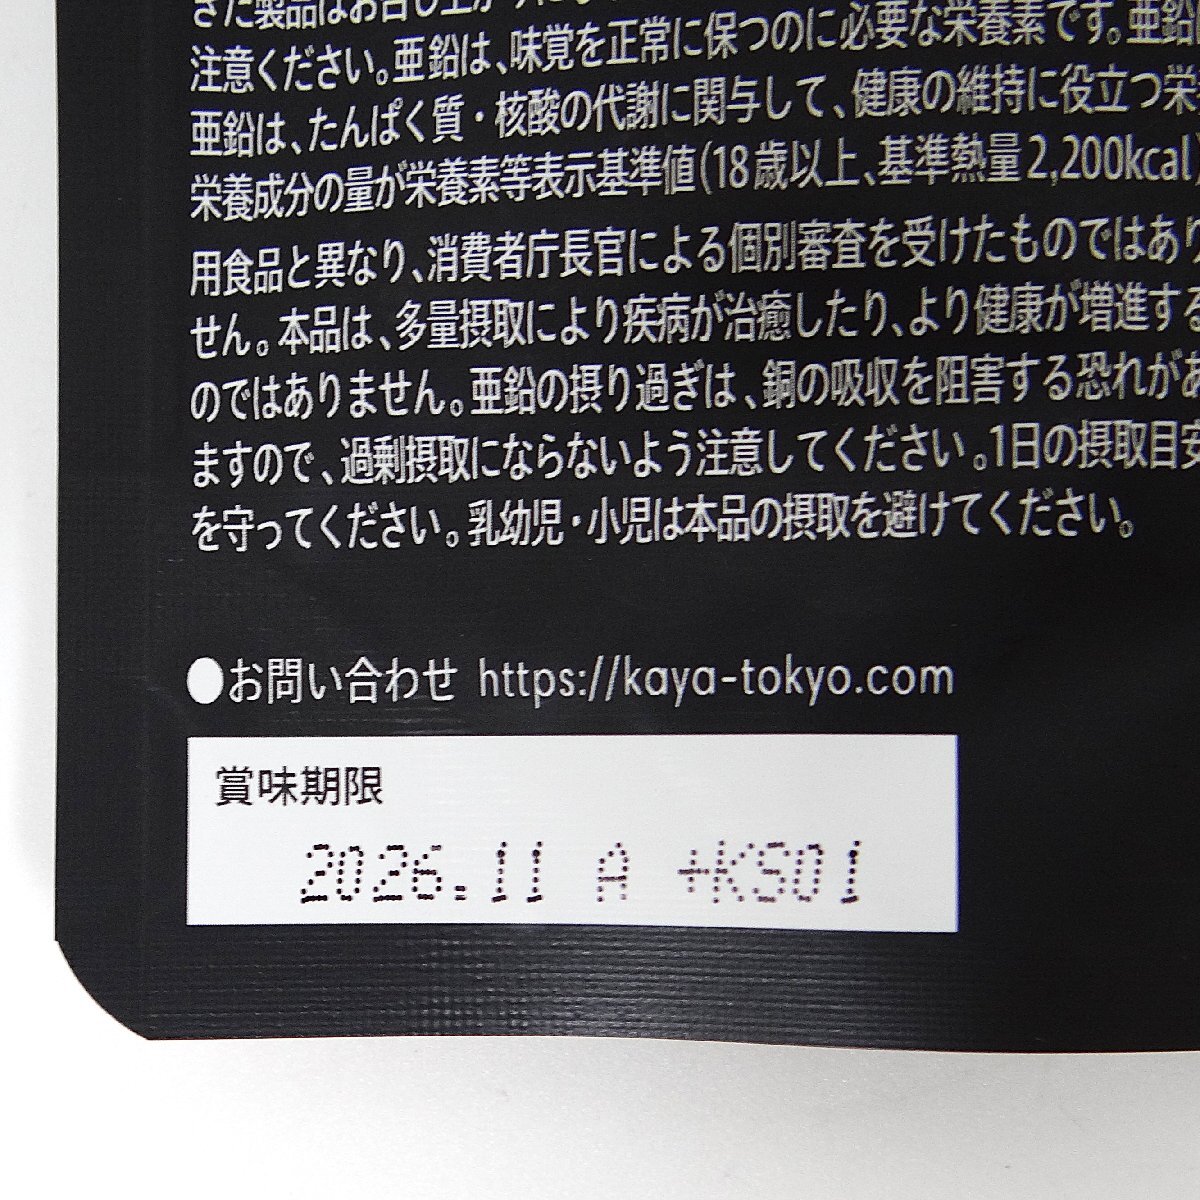 注意ください。亜鉛は、味覚を正常に保つのに必要な栄養素です。亜鉛
亜鉛は、たんぱく質・核酸の代謝に関与して、健康の維持に役立つ栄
栄養成分の量が栄養素等表示基準値(18歳以上、基準熱量2,200kcal)
用食品と異なり、消費者庁長官による個別審査を受けたものではあり
せん。本品は、多量摂取により疾病が治癒したり、より健康が増進する
のではありません。亜鉛の摂り過ぎは、銅の吸収を阻害する恐れがあ
ますので、過剰摂取にならないよう注意してください。1日の摂取目安
を守ってください。乳幼児・小児は本品の摂取を避けてください。
●お問い合わせ https://kaya-tokyo.com
賞味期限
2026.11 A +KS01